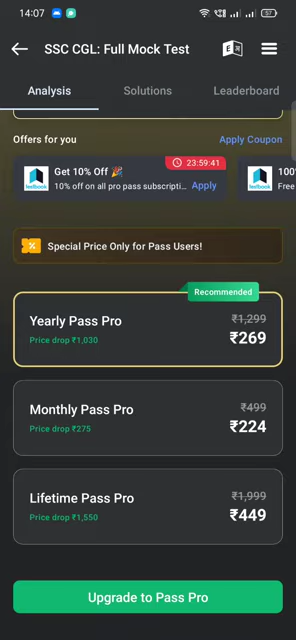 14:07
57
SSC CGL: Full Mock Test
Analysis
Solutions
Leaderboard
Offers for you
Apply Coupon
23:59:41
testbook
Get 10% Off 🎉
10% off on all pro pass subscripti...
Apply
testbook
100%
Free
Special Price Only for Pass Users!
Recommended
Yearly Pass Pro
₹1,299
Price drop ₹1,030
₹269
Monthly Pass Pro
₹499
Price drop ₹275
₹224
Lifetime Pass Pro
₹1,999
Price drop ₹1,550
₹449
Upgrade to Pass Pro